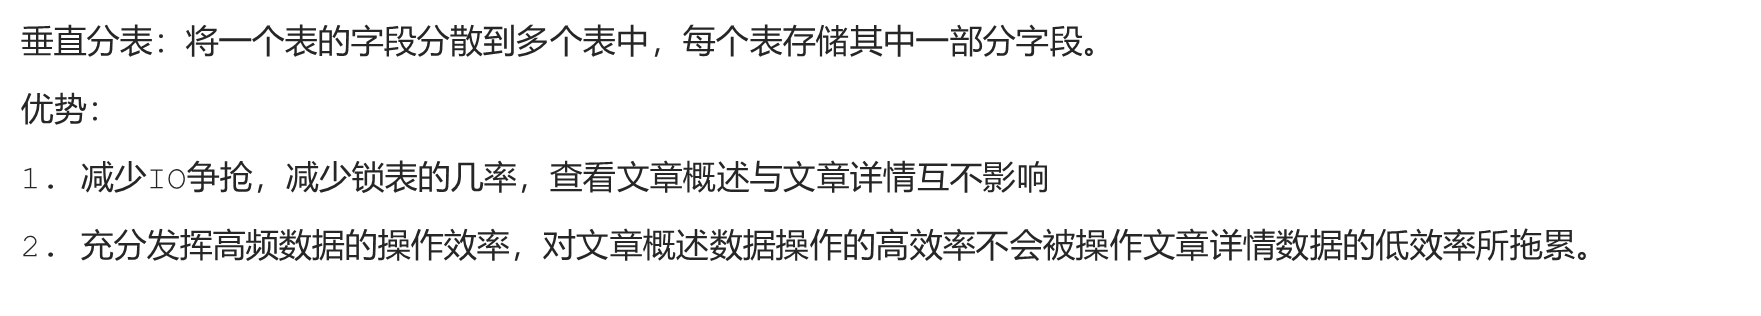 垂直分表：将一个表的字段分散到多个表中，每个表存储其中一部分字段。
优势：
1. 减少IO争抢，减少锁表的几率，查看文章概述与文章详情互不影响
2. 充分发挥高频数据的操作效率，对文章概述数据操作的高效率不会被操作文章详情数据的低效率所拖累。